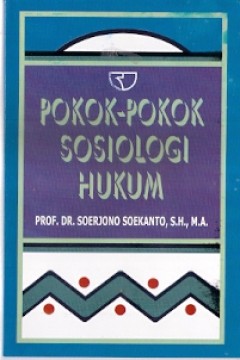 POKOK-POKOK
SOSIOLOGI
HUKUM
PROF. DR. SOERJONO SOEKANTO, S.H., M.A.